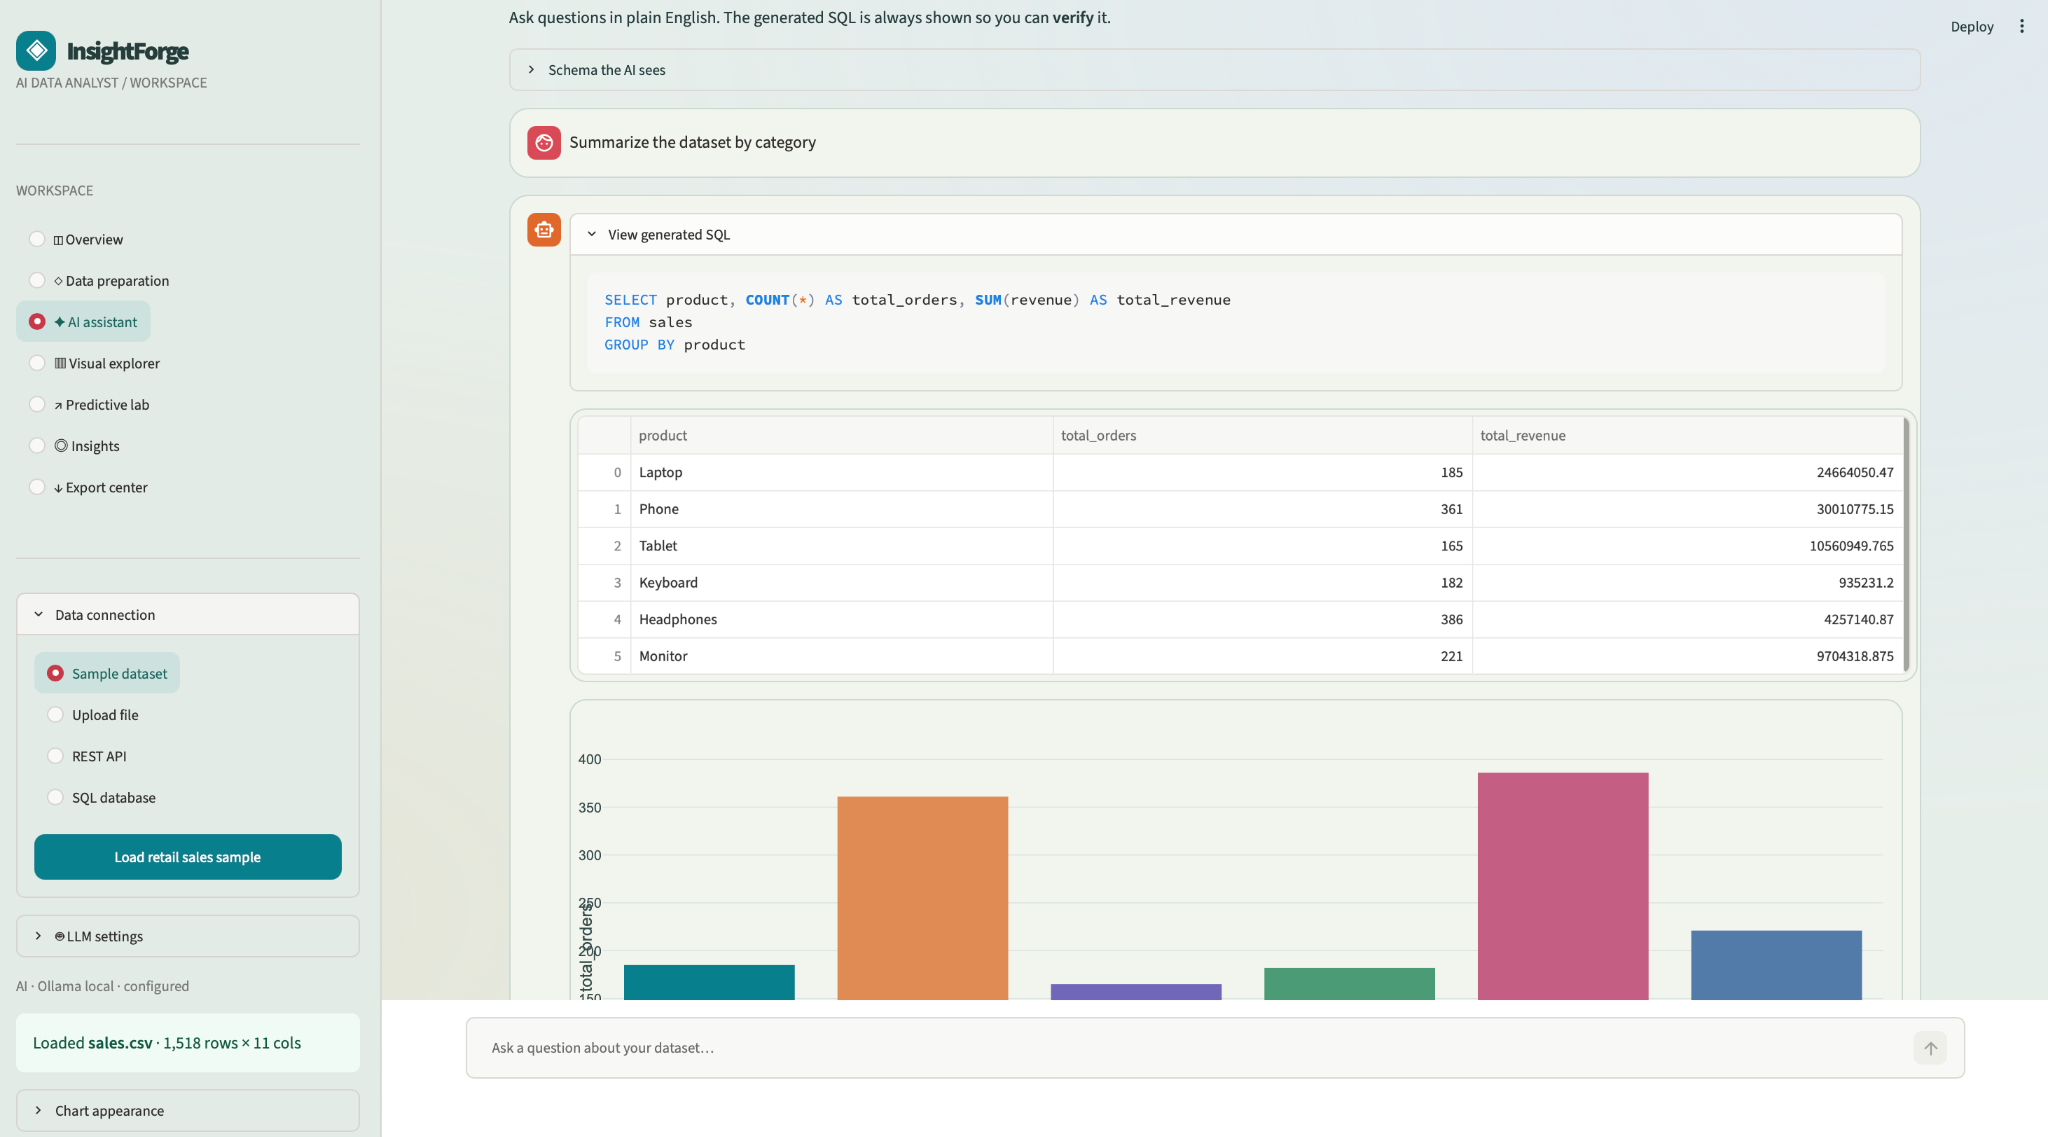 InsightForge
AI DATA ANALYST / WORKSPACE
WORKSPACE
Overview
Data preparation
AI assistant
Visual explorer
Predictive lab
Insights
Export center
Data connection
Sample dataset
Upload file
REST API
SQL database
Load retail sales sample
LLM settings
AI · Ollama local · configured
Loaded sales.csv · 1,518 rows × 11 cols
Chart appearance
Deploy
Ask questions in plain English. The generated SQL is always shown so you can verify it.
Schema the AI sees
Summarize the dataset by category
View generated SQL
SELECT product, COUNT(*) AS total_orders, SUM(revenue) AS total_revenue
FROM sales
GROUP BY product
product total_orders total_revenue
0 Laptop 185 24664050.47
1 Phone 361 30010775.15
2 Tablet 165 10560949.765
3 Keyboard 182 935231.2
4 Headphones 386 4257140.87
5 Monitor 221 9704318.875
400
350
300
250
200
150
total_orders
Ask a question about your dataset…